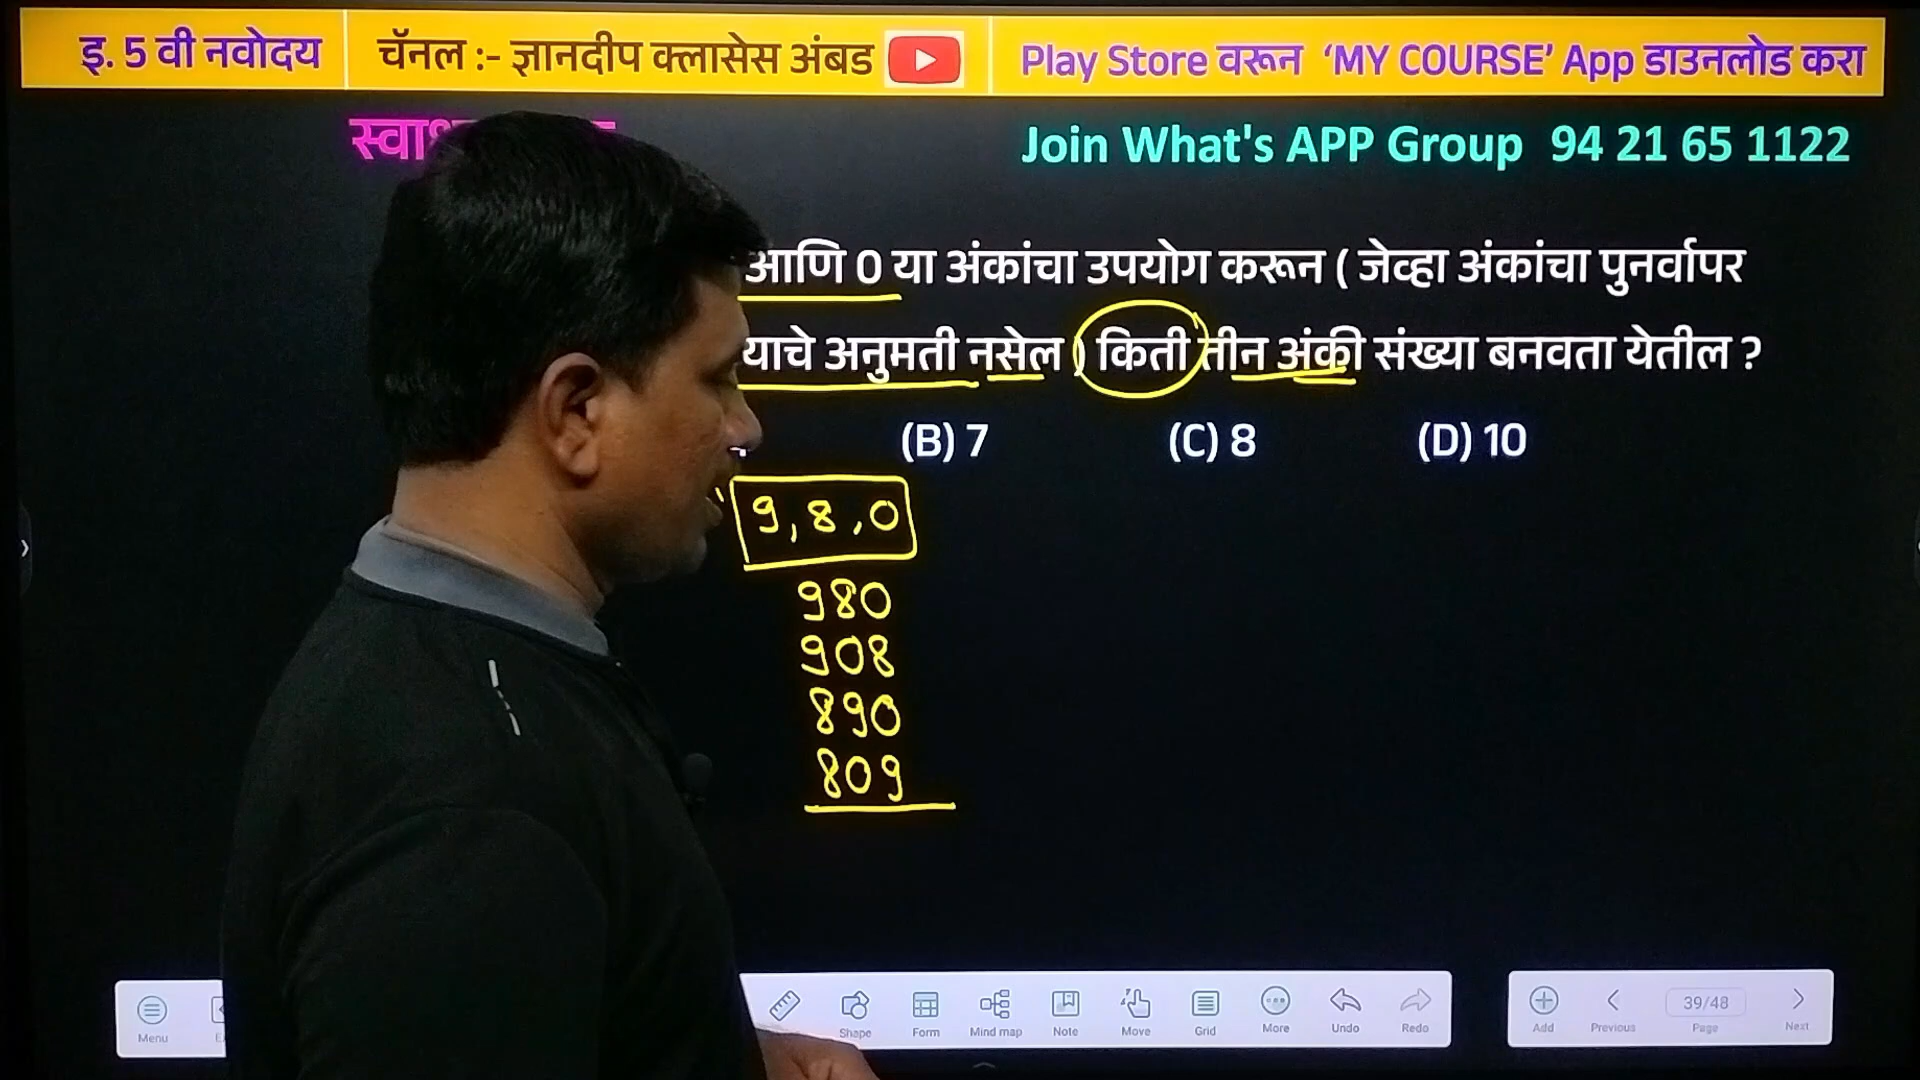 इ. 5 वी नवोदय
चॅनल :- ज्ञानदीप क्लासेस अंबड
Play Store वरून ‘MY COURSE’ App डाउनलोड करा
Join What's APP Group 94 21 65 1122
आणि 0 या अंकांचा उपयोग करून ( जेव्हा अंकांचा पुनर्वापर
अनुमती नसेल ) किती तीन अंकी संख्या बनवता येतील ?
(B) 7 (C) 8 (D) 10
9, 8, 0
980
908
890
809
Menu
Shape
Form
Mind map
Note
Move
Grid
More
Undo
Redo
Add
Previous
39/48
Page
Next